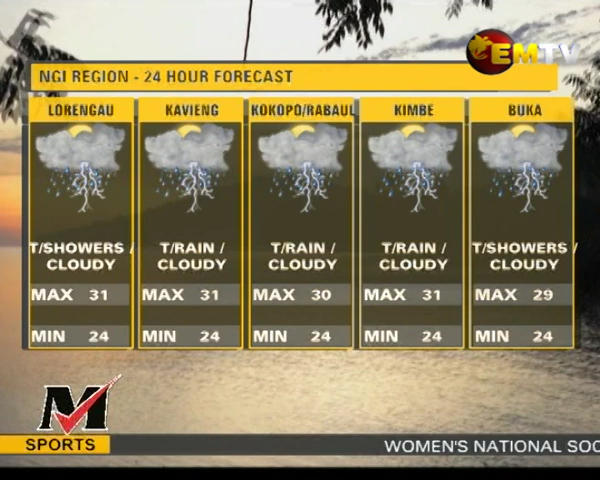 EMTV
NGI REGION - 24 HOUR FORECAST
LORENGAU
T/SHOWERS /
CLOUDY
MAX 31
MIN 24
KAVIENG
T/RAIN /
CLOUDY
MAX 31
MIN 24
KOKOPO/RABAUL
T/RAIN /
CLOUDY
MAX 30
MIN 24
KIMBE
T/RAIN /
CLOUDY
MAX 31
MIN 24
BUKA
T/SHOWERS /
CLOUDY
MAX 29
MIN 24
M
SPORTS
WOMEN'S NATIONAL SOC